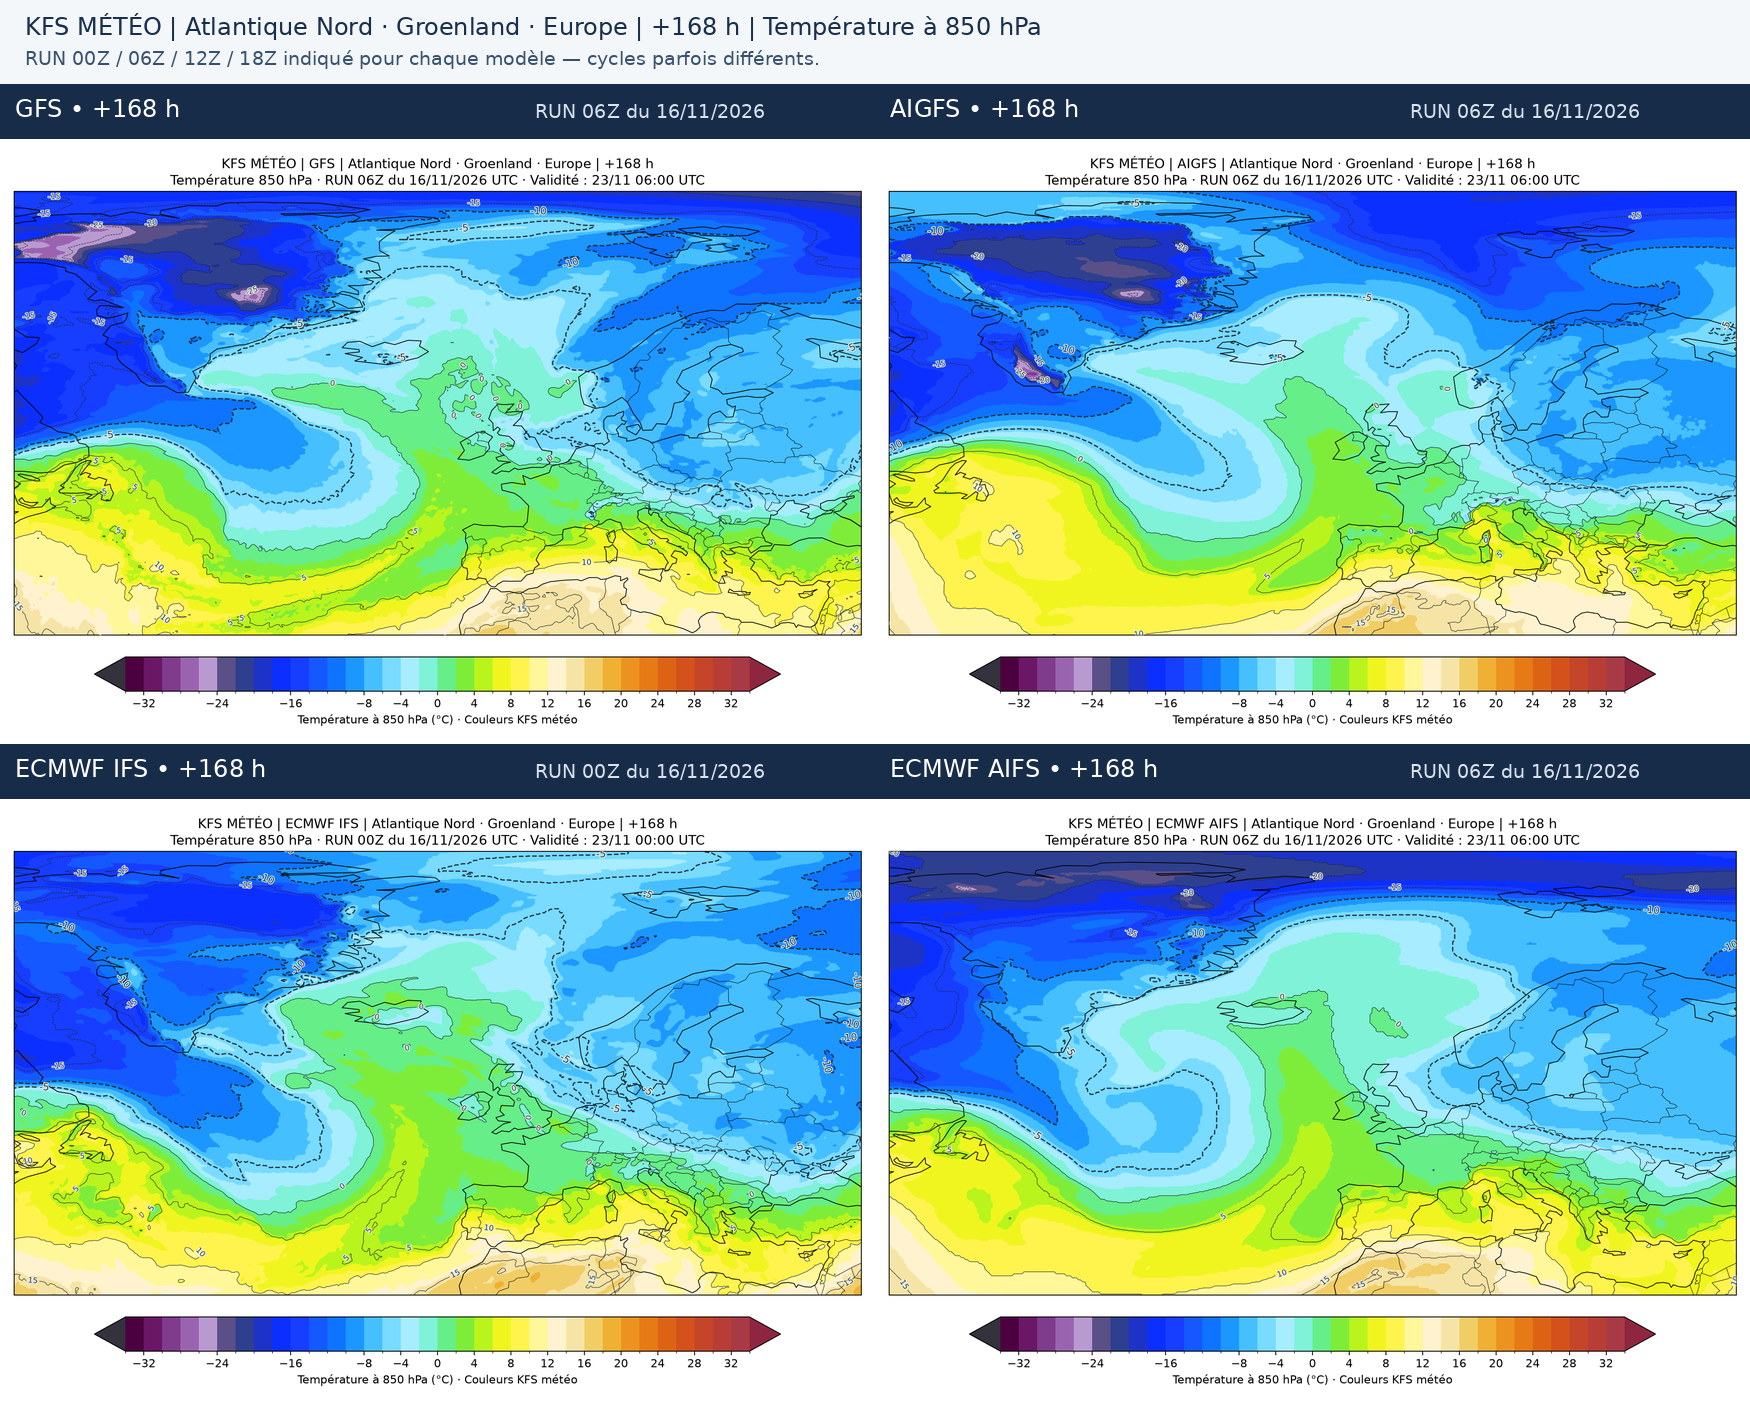 KFS MÉTÉO | Atlantique Nord · Groenland · Europe | +168 h | Température à 850 hPa
RUN 00Z / 06Z / 12Z / 18Z indiqué pour chaque modèle — cycles parfois différents.
GFS • +168 h
RUN 06Z du 16/11/2026
AIGFS • +168 h
RUN 06Z du 16/11/2026
KFS MÉTÉO | GFS | Atlantique Nord · Groenland · Europe | +168 h
Température 850 hPa · RUN 06Z du 16/11/2026 UTC · Validité : 23/11 06:00 UTC
KFS MÉTÉO | AIGFS | Atlantique Nord · Groenland · Europe | +168 h
Température 850 hPa · RUN 06Z du 16/11/2026 UTC · Validité : 23/11 06:00 UTC
−32 −24 −16 −8 −4 0 4 8 12 16 20 24 28 32
Température à 850 hPa (°C) · Couleurs KFS météo
−32 −24 −16 −8 −4 0 4 8 12 16 20 24 28 32
Température à 850 hPa (°C) · Couleurs KFS météo
ECMWF IFS • +168 h
RUN 00Z du 16/11/2026
ECMWF AIFS • +168 h
RUN 06Z du 16/11/2026
KFS MÉTÉO | ECMWF IFS | Atlantique Nord · Groenland · Europe | +168 h
Température 850 hPa · RUN 00Z du 16/11/2026 UTC · Validité : 23/11 00:00 UTC
KFS MÉTÉO | ECMWF AIFS | Atlantique Nord · Groenland · Europe | +168 h
Température 850 hPa · RUN 06Z du 16/11/2026 UTC · Validité : 23/11 06:00 UTC
−32 −24 −16 −8 −4 0 4 8 12 16 20 24 28 32
Température à 850 hPa (°C) · Couleurs KFS météo
−32 −24 −16 −8 −4 0 4 8 12 16 20 24 28 32
Température à 850 hPa (°C) · Couleurs KFS météo